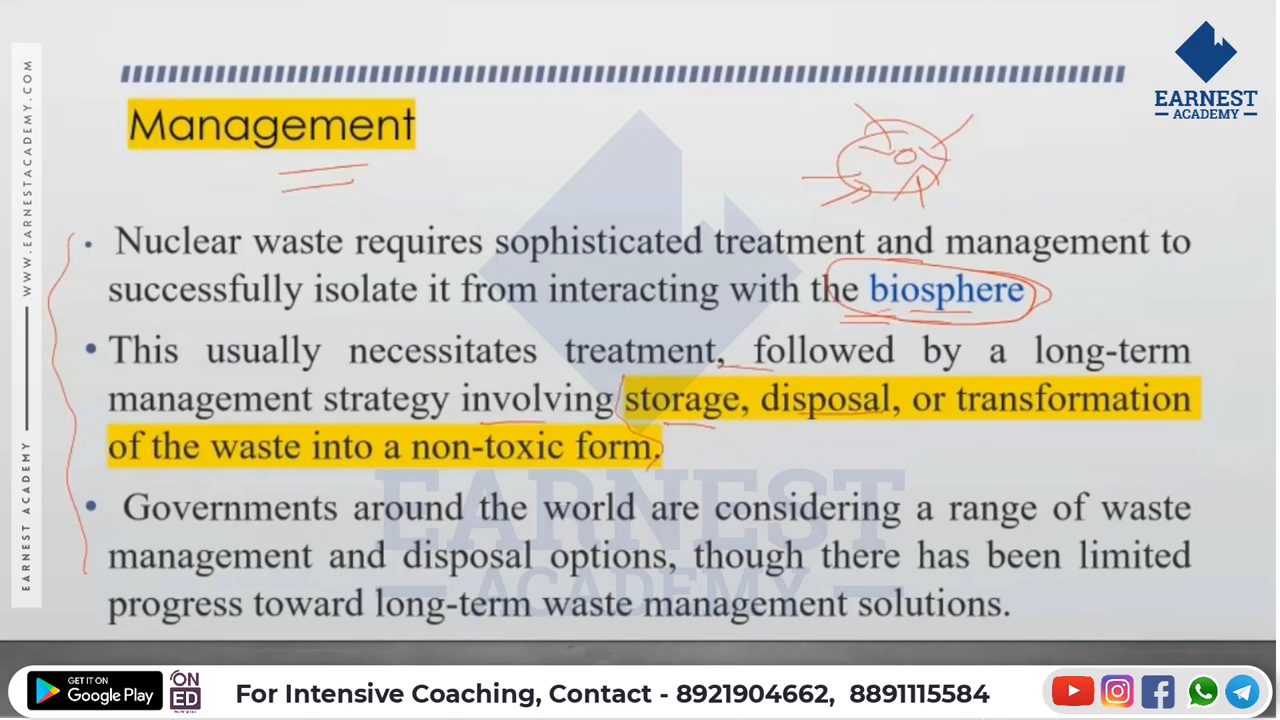 EARNEST
ACADEMY
WWW.EARNESTACADEMY.COM
EARNEST ACADEMY
Management
• Nuclear waste requires sophisticated treatment and management to
successfully isolate it from interacting with the biosphere
• This usually necessitates treatment, followed by a long-term
management strategy involving storage, disposal, or transformation
of the waste into a non-toxic form.
• Governments around the world are considering a range of waste
management and disposal options, though there has been limited
progress toward long-term waste management solutions.
EARNEST
ACADEMY
GET IT ON
Google Play
ON
ED
For Intensive Coaching, Contact - 8921904662, 8891115584